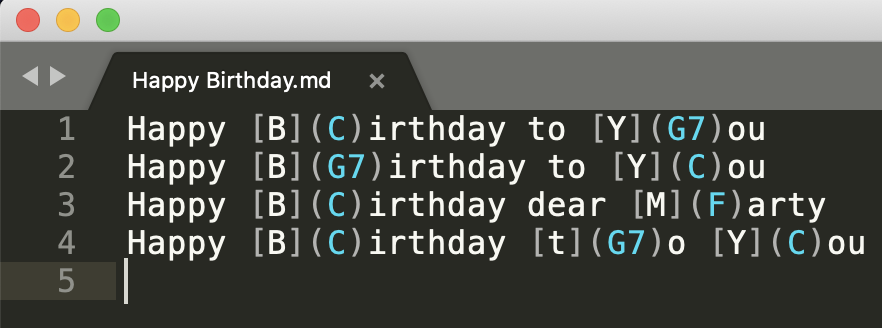 Happy Birthday.md ×
1 Happy [B](C)irthday to [Y](G7)ou
2 Happy [B](G7)irthday to [Y](C)ou
3 Happy [B](C)irthday dear [M](F)arty
4 Happy [B](C)irthday [t](G7)o [Y](C)ou
5